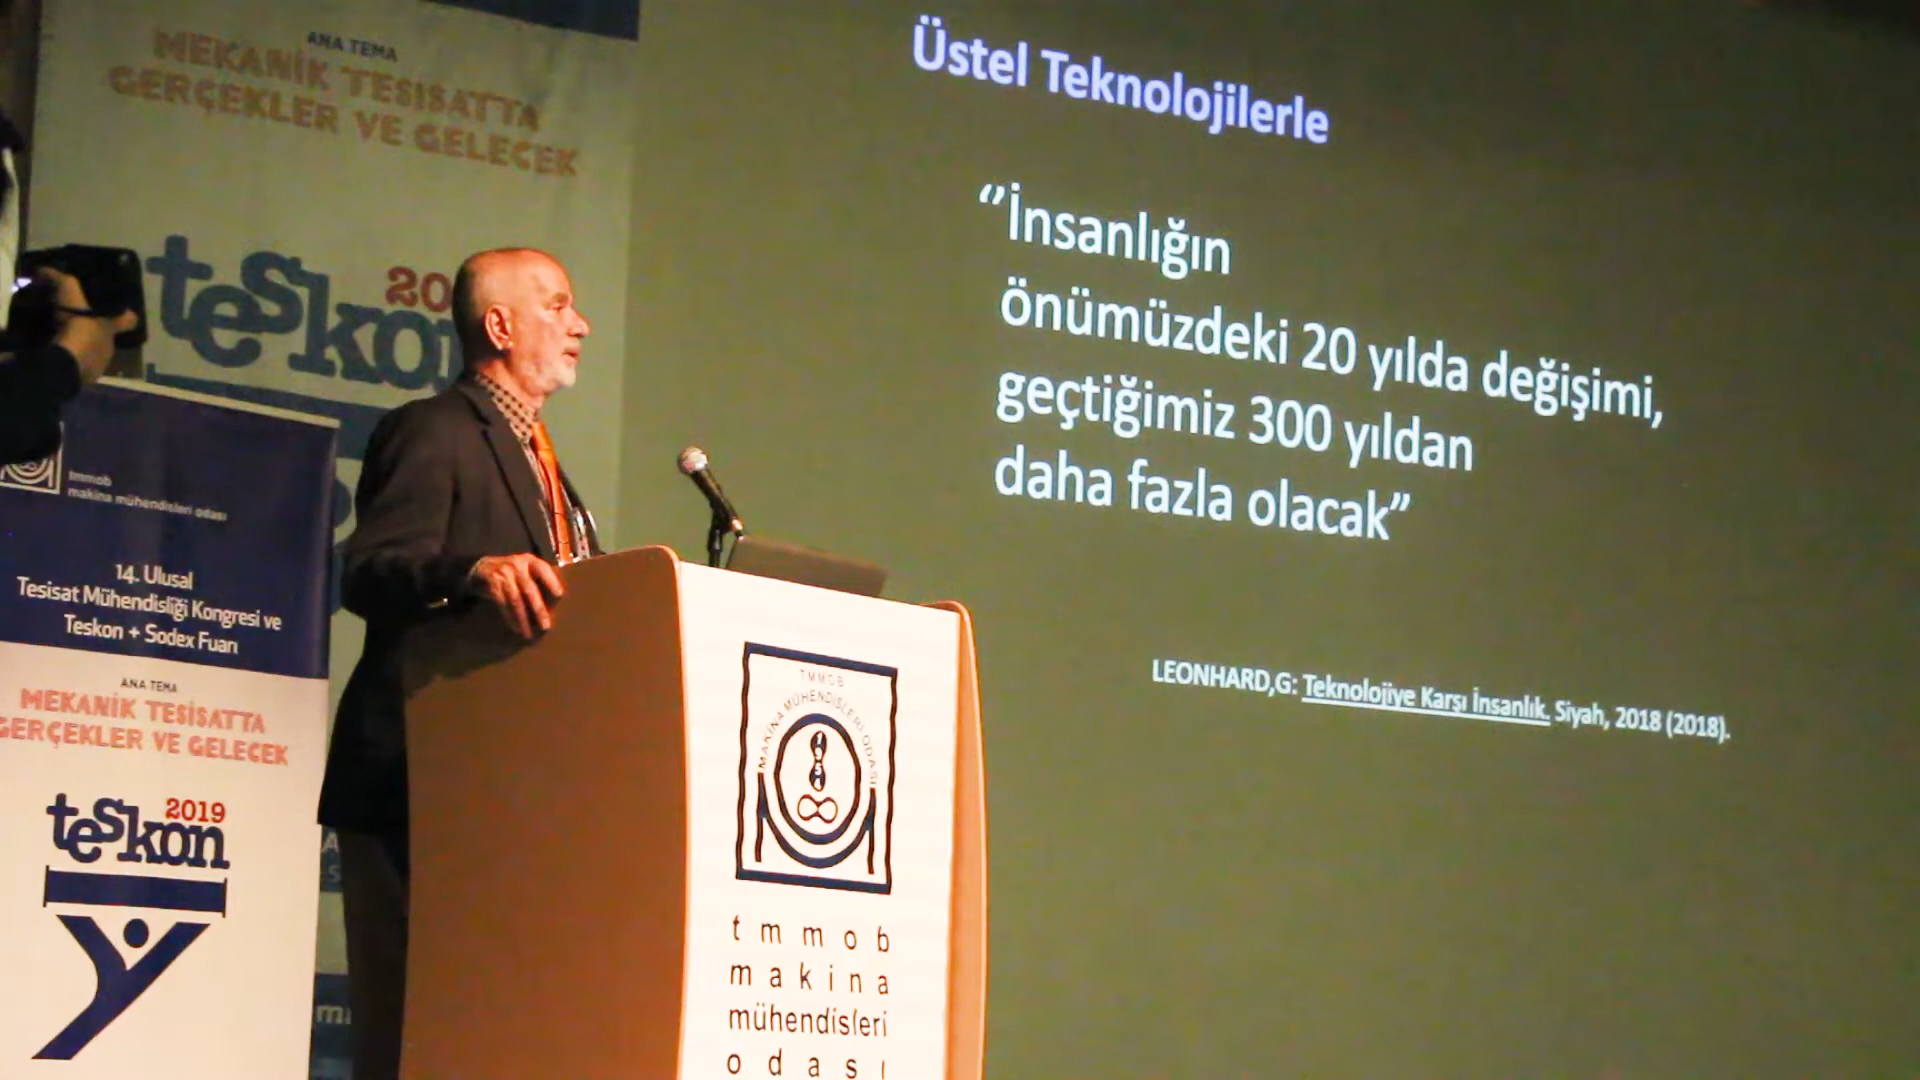 ANA TEMA
MEKANİK TESİSATTA
GERÇEKLER VE GELECEK
teskon
Üstel Teknolojilerle
“İnsanlığın
önümüzdeki 20 yılda değişimi,
geçtiğimiz 300 yıldan
daha fazla olacak”
LEONHARD,G: Teknolojiye Karşı İnsanlık. Siyah, 2018 (2018).
tmmob
makina mühendisleri odası
14. Ulusal
Tesisat Mühendisliği Kongresi ve
Teskon + Sodex Fuarı
ANA TEMA
MEKANİK TESİSATTA
GERÇEKLER VE GELECEK
2019
teskon
TMMOB
MAKİNA MÜHENDİSLERİ ODASI
1954
tmmob
makina
mühendisleri
odası